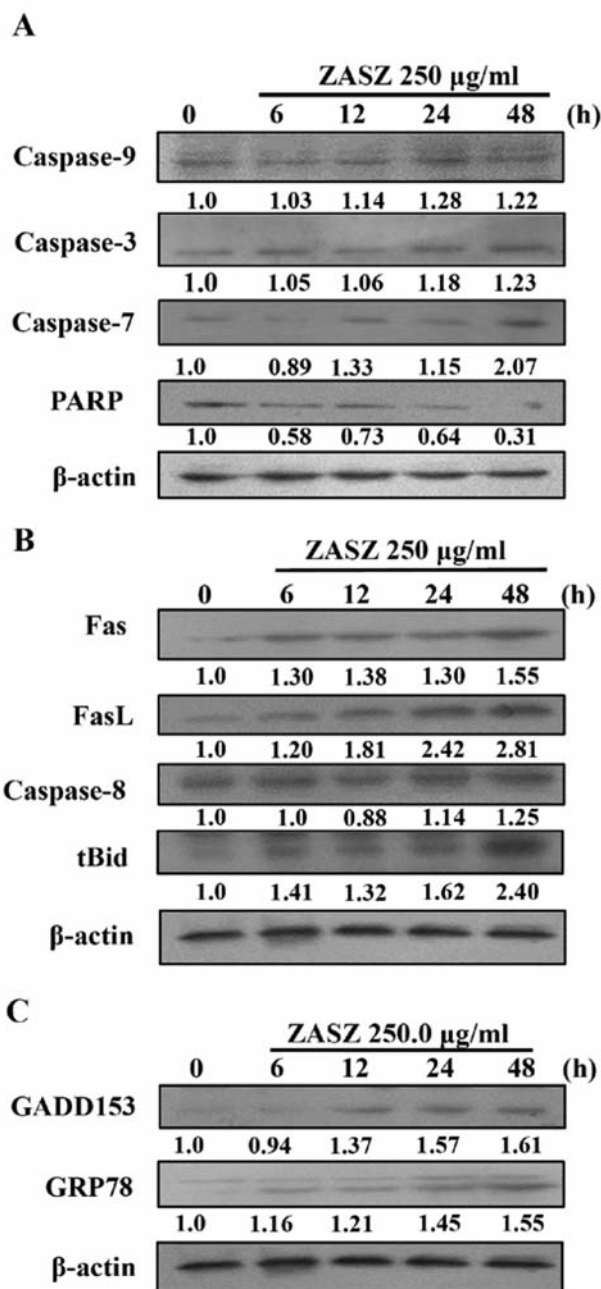 A
ZASZ 250 µg/ml
0 6 12 24 48 (h)
Caspase-9
1.0 1.03 1.14 1.28 1.22
Caspase-3
1.0 1.05 1.06 1.18 1.23
Caspase-7
1.0 0.89 1.33 1.15 2.07
PARP
1.0 0.58 0.73 0.64 0.31
β-actin
B
ZASZ 250 µg/ml
0 6 12 24 48 (h)
Fas
1.0 1.30 1.38 1.30 1.55
FasL
1.0 1.20 1.81 2.42 2.81
Caspase-8
1.0 1.0 0.88 1.14 1.25
tBid
1.0 1.41 1.32 1.62 2.40
β-actin
C
ZASZ 250.0 µg/ml
0 6 12 24 48 (h)
GADD153
1.0 0.94 1.37 1.57 1.61
GRP78
1.0 1.16 1.21 1.45 1.55
β-actin